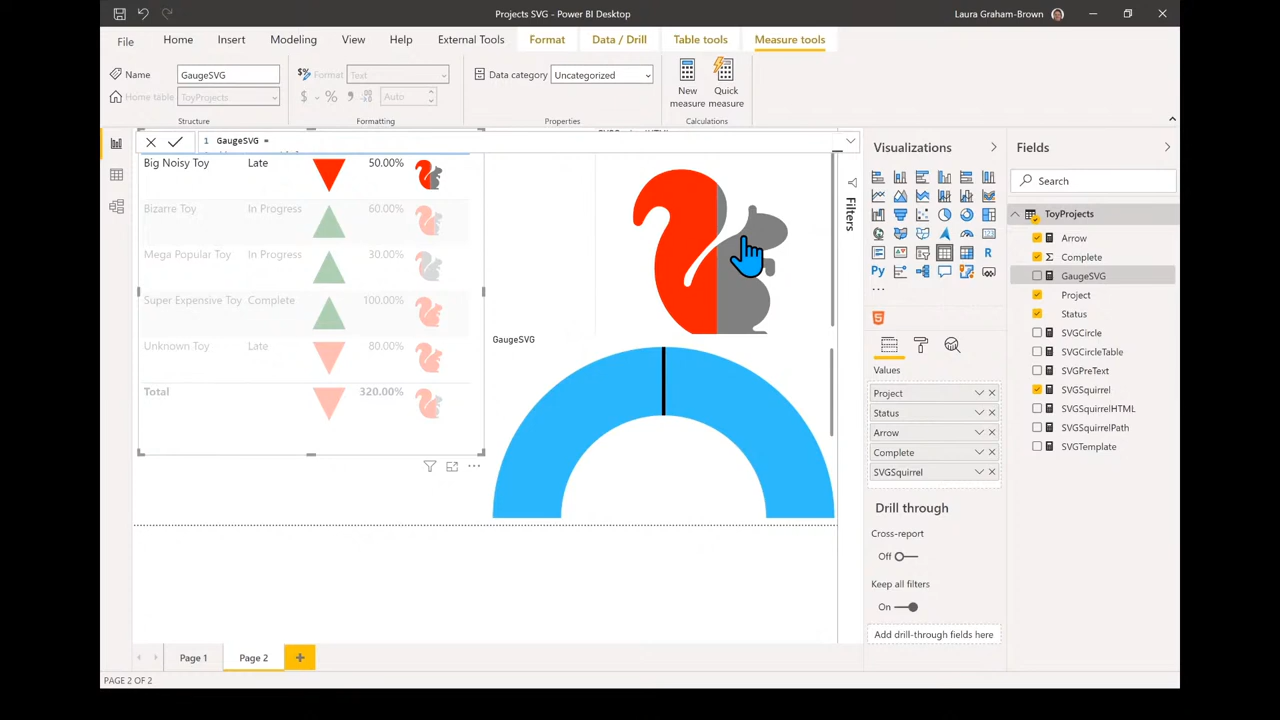 Projects SVG - Power BI Desktop
Laura Graham-Brown
File Home Insert Modeling View Help External Tools Format Data / Drill Table tools Measure tools
Name GaugeSVG
Home table ToyProjects
Structure
Format Text
$ % Auto
Formatting
Data category Uncategorized
Properties
New measure
Quick measure
Calculations
1 GaugeSVG =
Big Noisy Toy Late 50.00%
Bizarre Toy In Progress 60.00%
Mega Popular Toy In Progress 30.00%
Super Expensive Toy Complete 100.00%
Unknown Toy Late 80.00%
Total 320.00%
GaugeSVG
Filters
Visualizations
R
Py
Values
Project
Status
Arrow
Complete
SVGSquirrel
Drill through
Cross-report
Off
Keep all filters
On
Add drill-through fields here
Fields
Search
ToyProjects
Arrow
Complete
GaugeSVG
Project
Status
SVGCircle
SVGCircleTable
SVGPreText
SVGSquirrel
SVGSquirrelHTML
SVGSquirrelPath
SVGTemplate
Page 1 Page 2
PAGE 2 OF 2